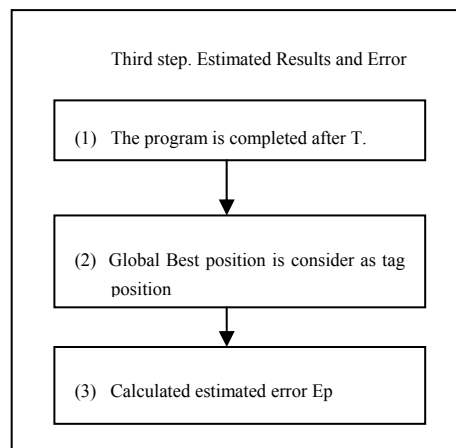 Third step. Estimated Results and Error
(1) The program is completed after T.
(2) Global Best position is consider as tag
position
(3) Calculated estimated error Ep